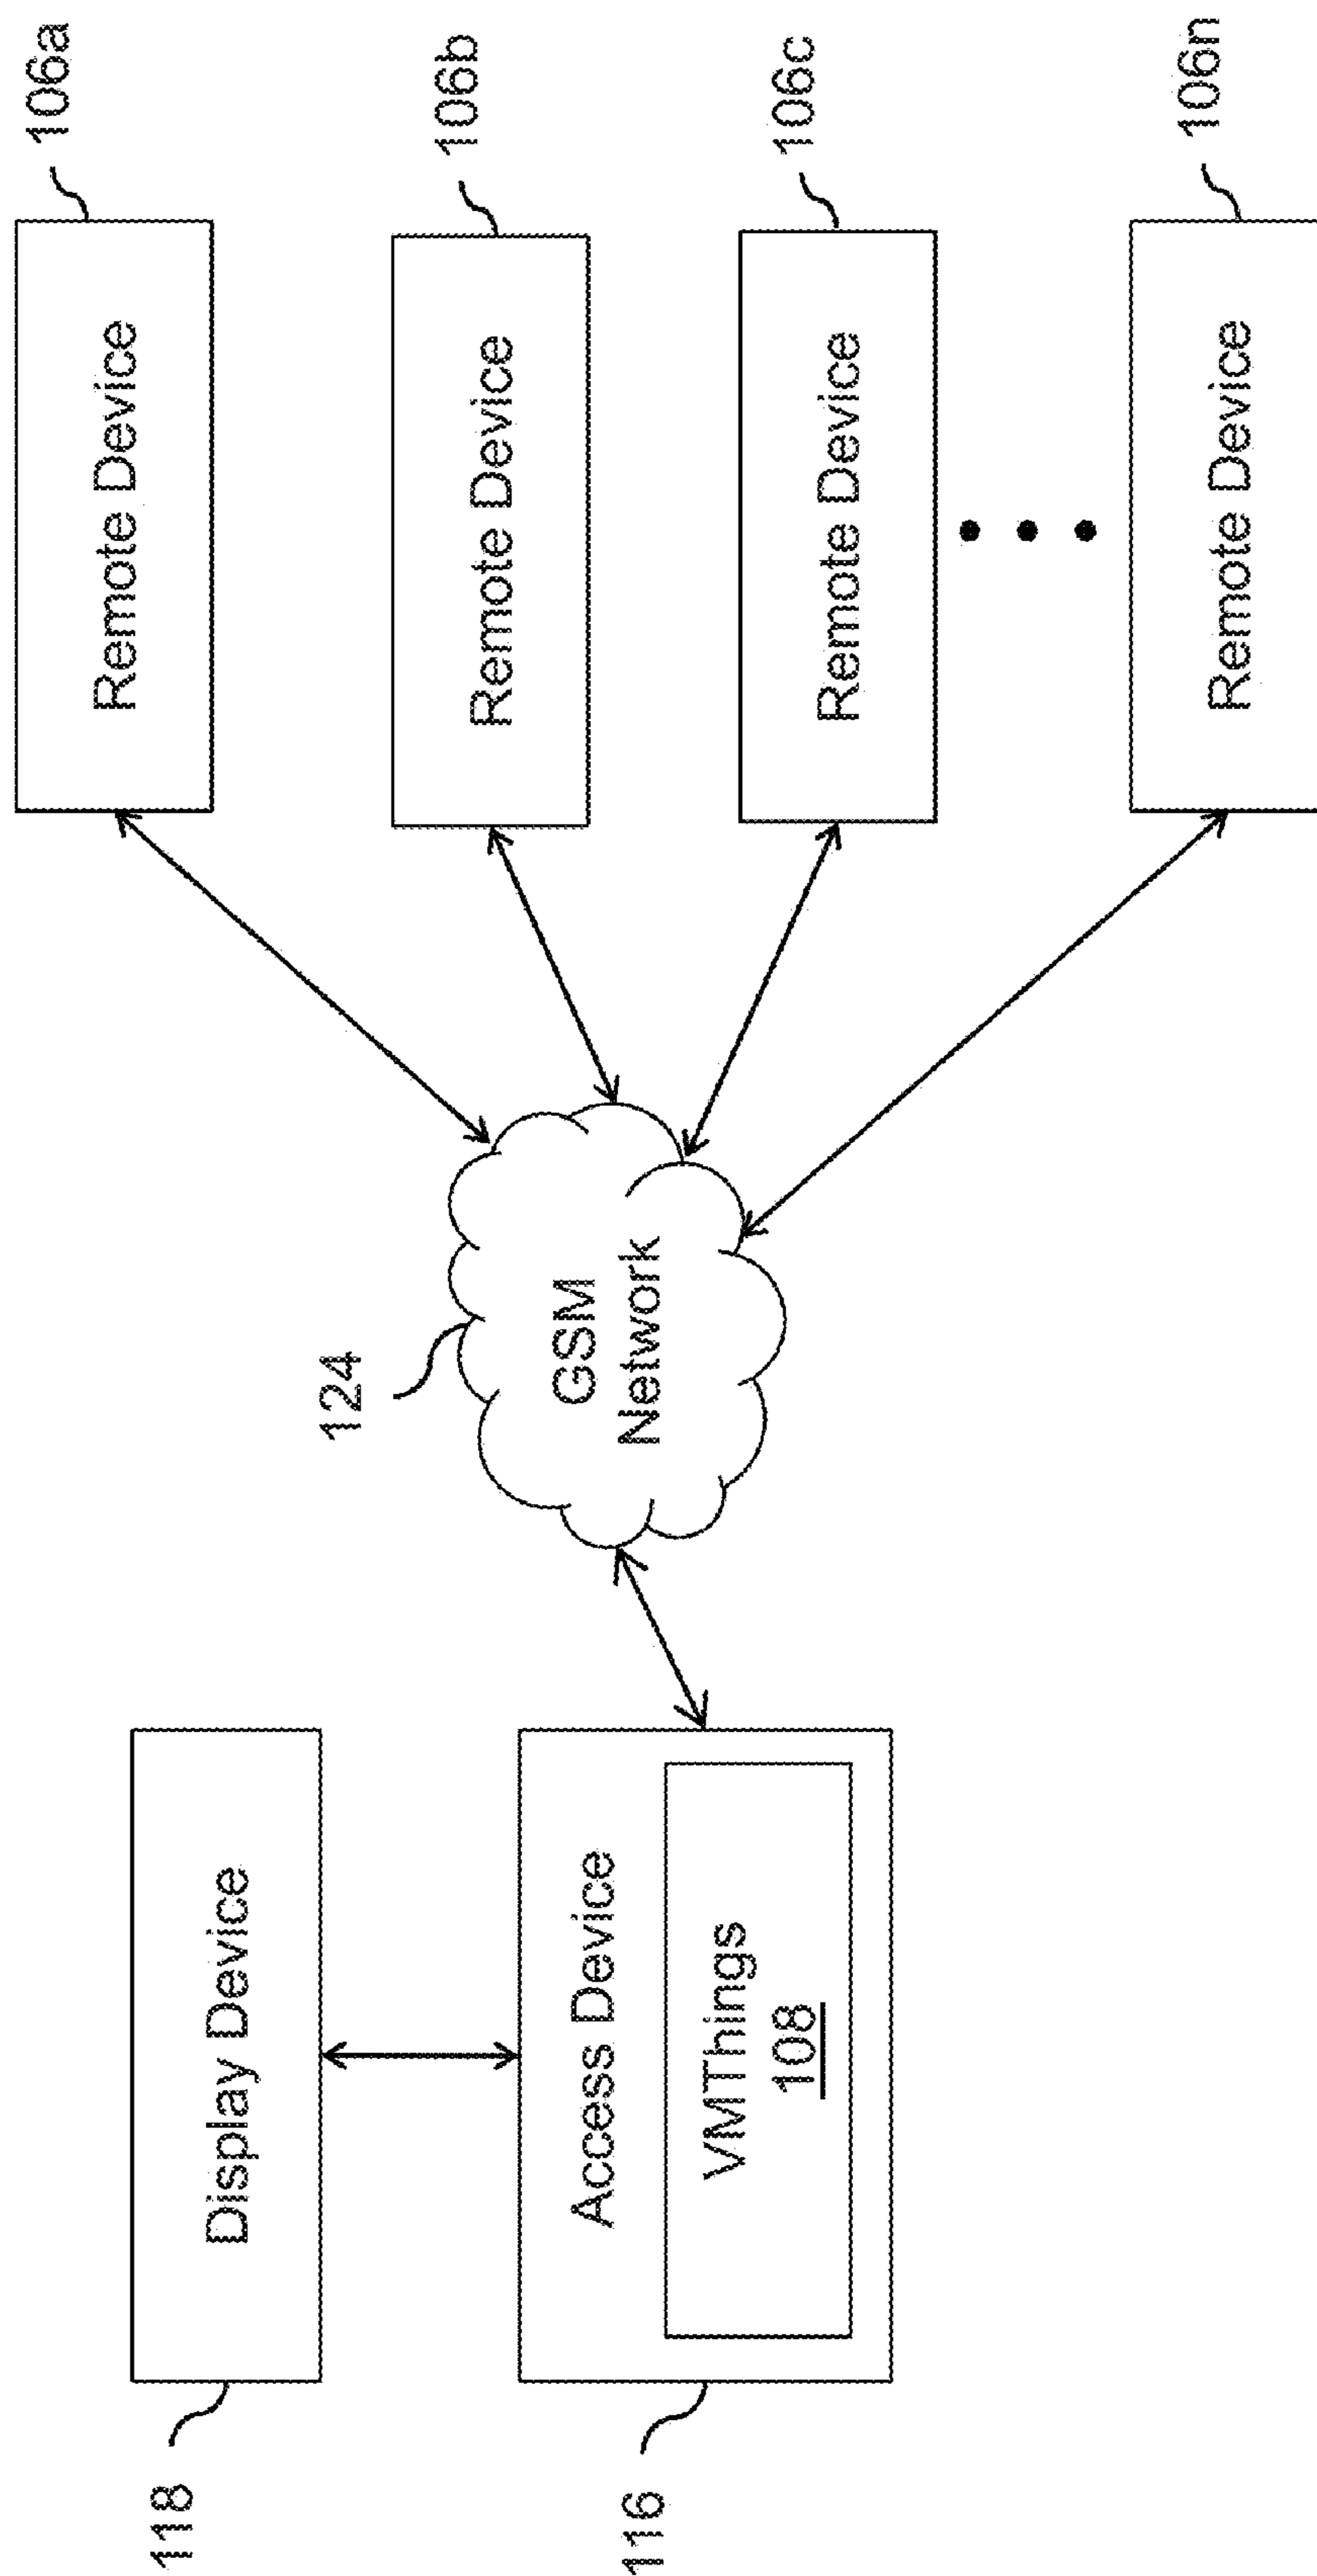 118
Display Device
116
Access Device
VMThings
108
124
GSM
Network
Remote Device
106a
Remote Device
106b
Remote Device
106c
Remote Device
106n